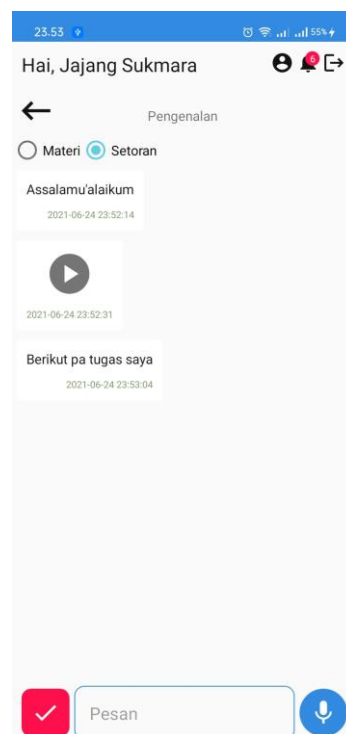 23.53
55%
Hai, Jajang Sukmara
6
Pengenalan
Materi Setoran
Assalamu'alaikum
2021-06-24 23:52:14
2021-06-24 23:52:31
Berikut pa tugas saya
2021-06-24 23:53:04
Pesan